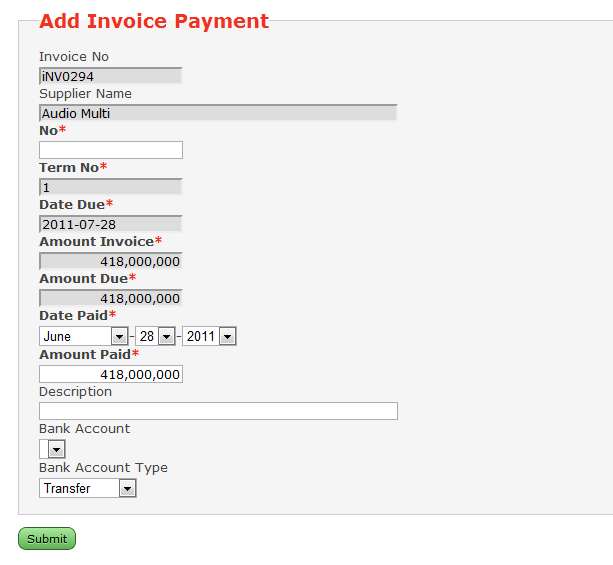 Add Invoice Payment
Invoice No
iNV0294
Supplier Name
Audio Multi
No*
Term No*
1
Date Due*
2011-07-28
Amount Invoice*
418,000,000
Amount Due*
418,000,000
Date Paid*
June - 28 - 2011
Amount Paid*
418,000,000
Description
Bank Account
Bank Account Type
Transfer
Submit